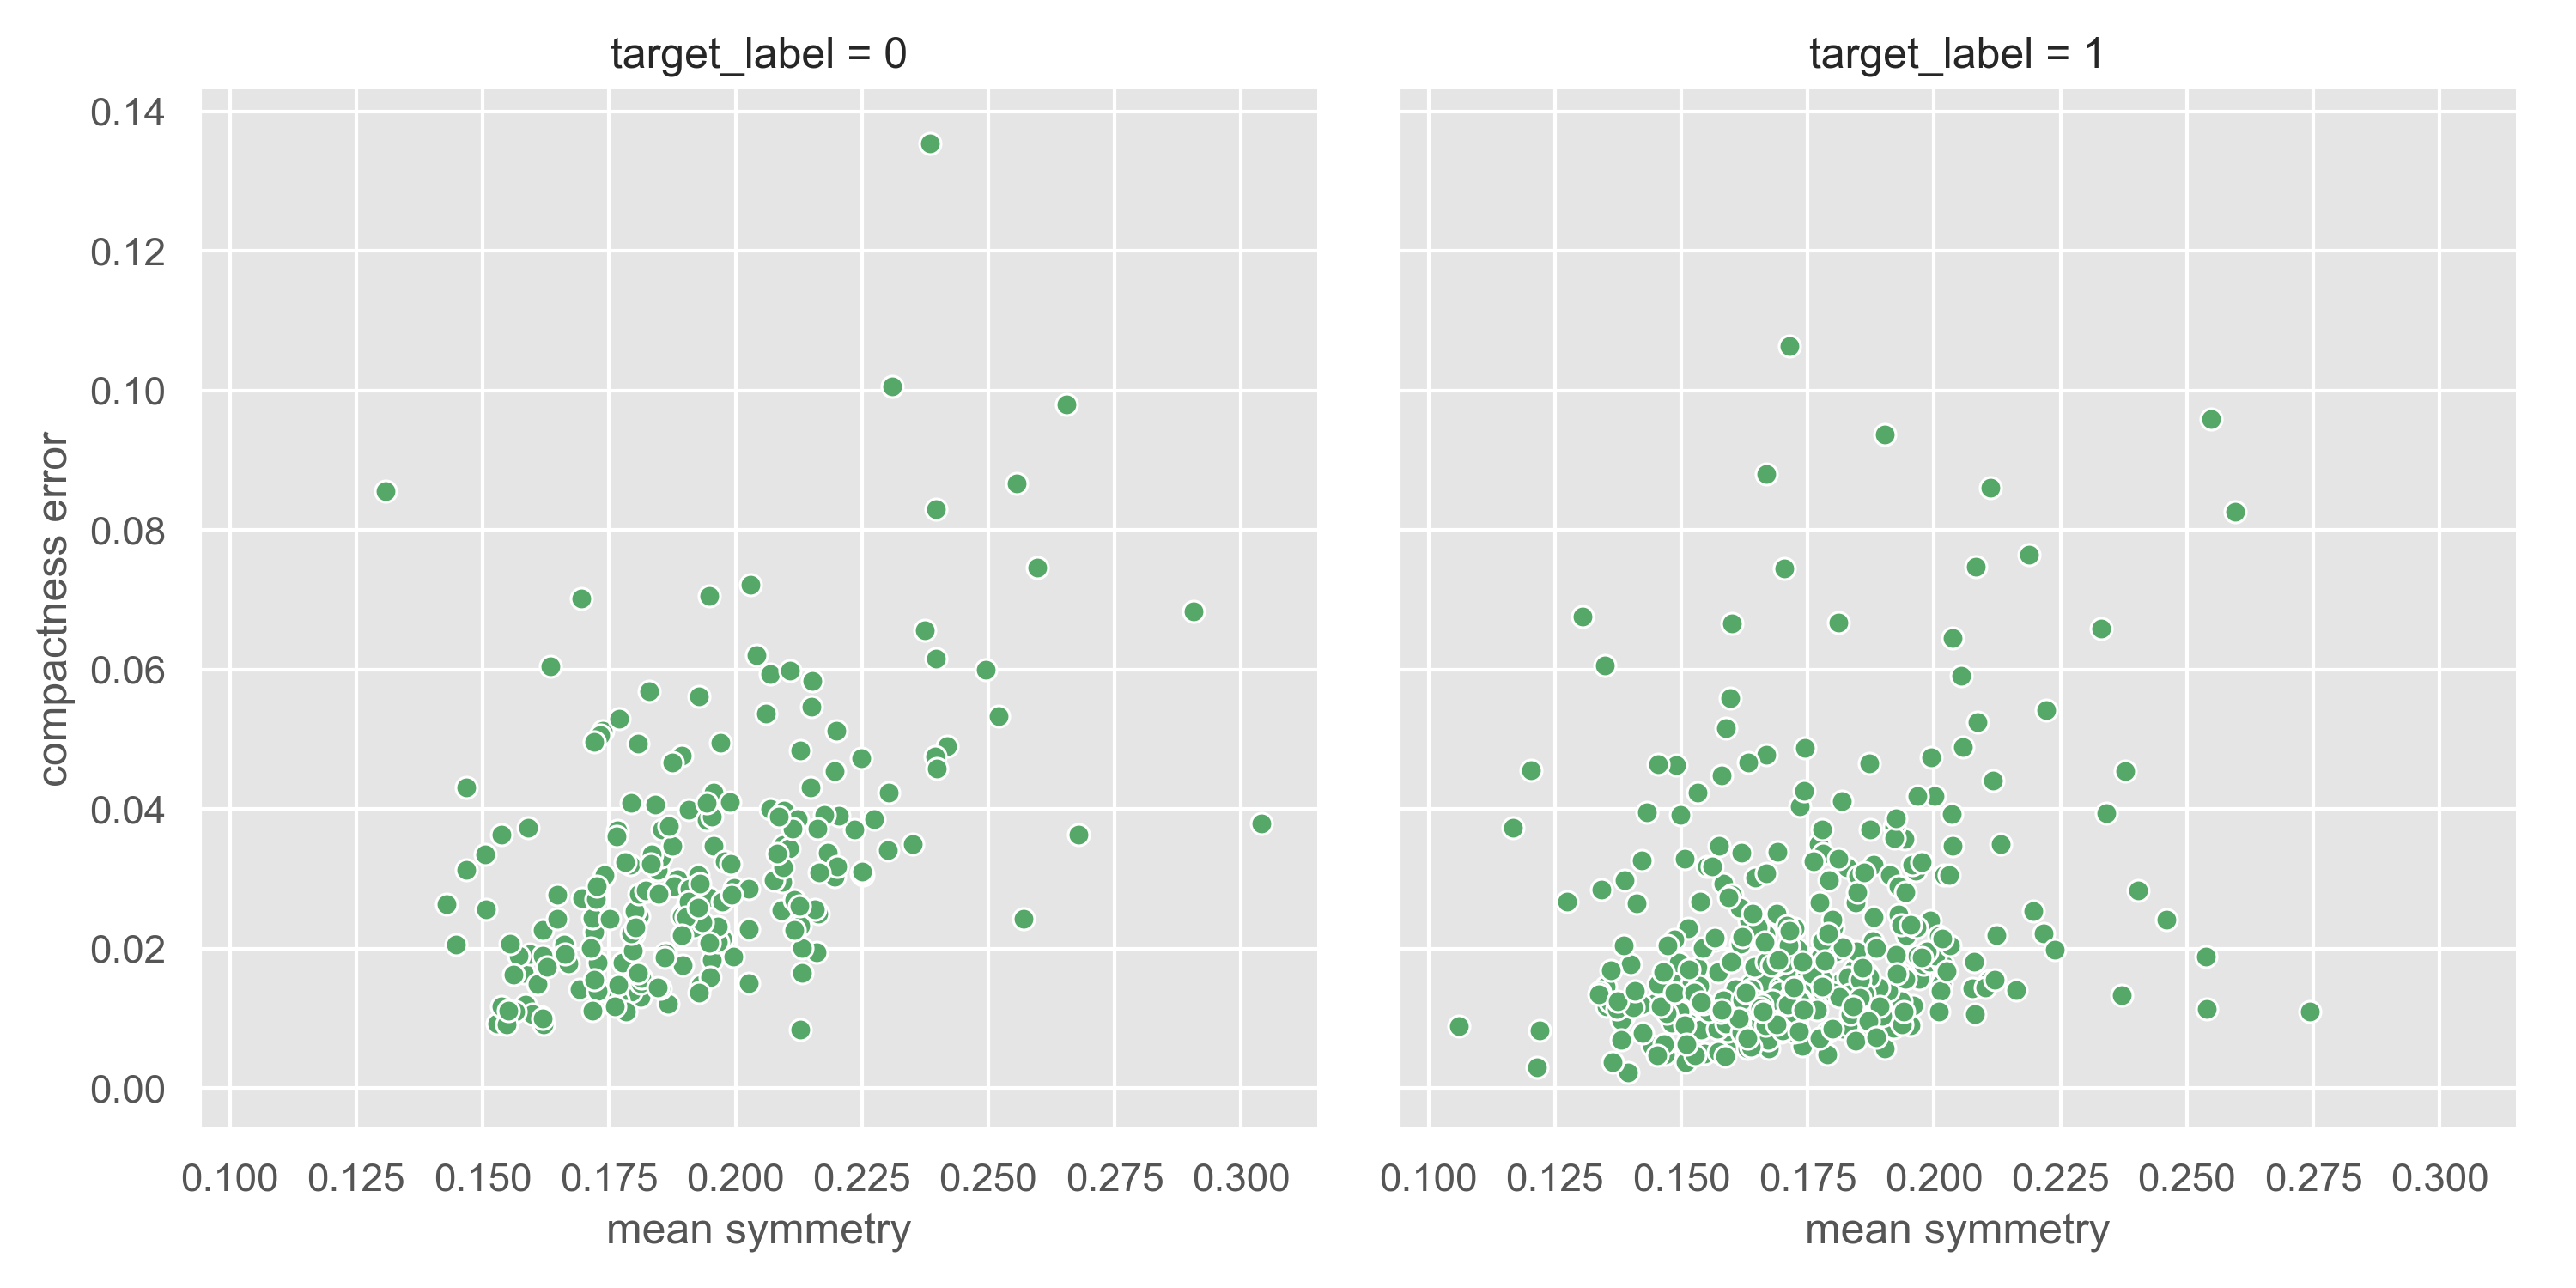 target_label = 0
target_label = 1
0.14
0.12
0.10
0.08
0.06
0.04
0.02
0.00
compactness error
0.100 0.125 0.150 0.175 0.200 0.225 0.250 0.275 0.300
0.100 0.125 0.150 0.175 0.200 0.225 0.250 0.275 0.300
mean symmetry
mean symmetry